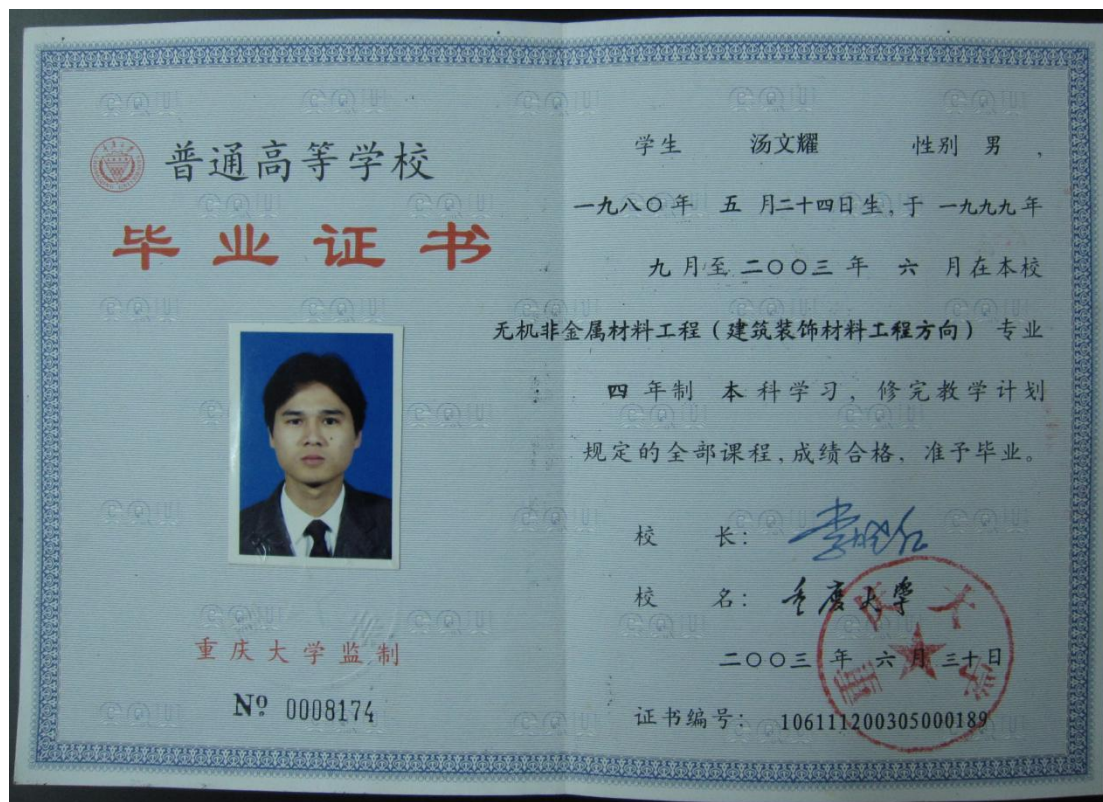 普通高等学校
毕业证书
重庆大学监制
Nº 0008174
学生 汤文耀 性别 男 ,
一九八〇年 五 月二十四日生,于 一九九九年
九 月至 二〇〇三 年 六 月在本校
无机非金属材料工程(建筑装饰材料工程方向) 专业
四 年制 本 科学习,修完教学计划
规定的全部课程,成绩合格,准予毕业。
校 长:
校 名: 重庆大学
二〇〇三 年 六 月 三十日
证书编号: 106111200305000189
重庆大学
CQU